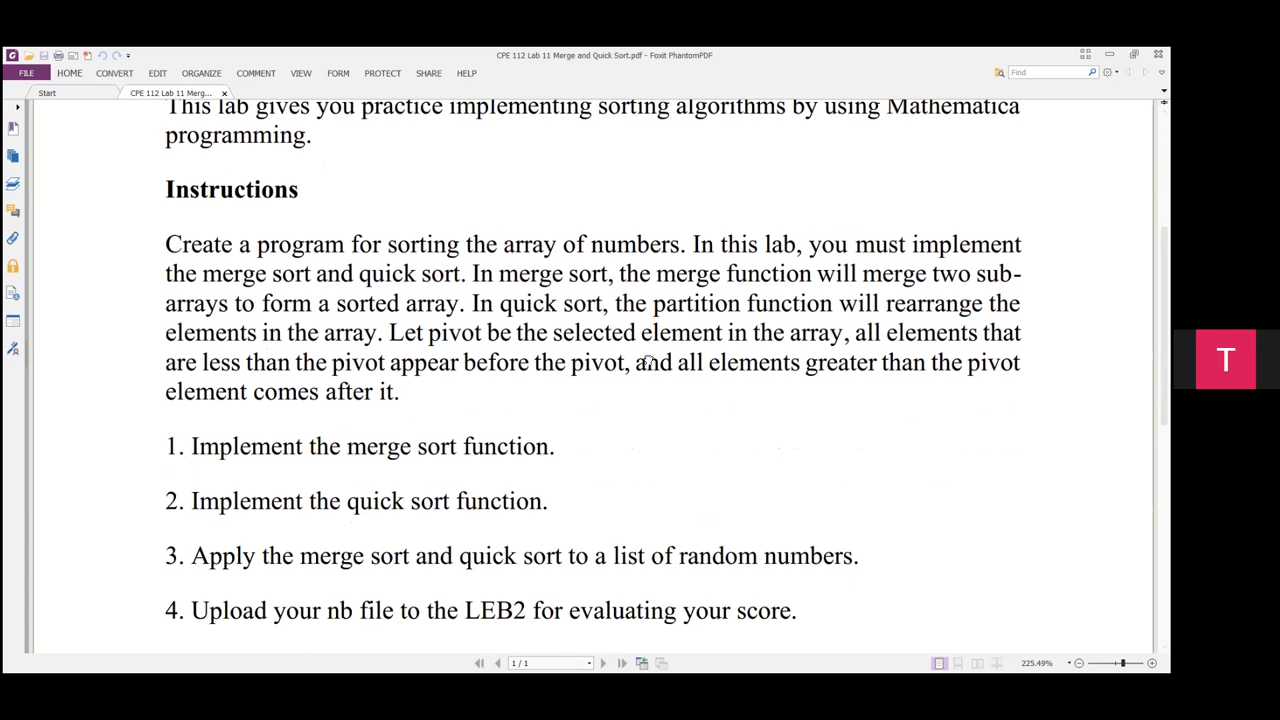 CPE 112 Lab 11 Merge and Quick Sort.pdf - Foxit PhantomPDF
FILE HOME CONVERT EDIT ORGANIZE COMMENT VIEW FORM PROTECT SHARE HELP Find
Start CPE 112 Lab 11 Merg...
This lab gives you practice implementing sorting algorithms by using Mathematica
programming.
Instructions
Create a program for sorting the array of numbers. In this lab, you must implement
the merge sort and quick sort. In merge sort, the merge function will merge two sub-
arrays to form a sorted array. In quick sort, the partition function will rearrange the
elements in the array. Let pivot be the selected element in the array, all elements that
are less than the pivot appear before the pivot, and all elements greater than the pivot
element comes after it.
T
1. Implement the merge sort function.
2. Implement the quick sort function.
3. Apply the merge sort and quick sort to a list of random numbers.
4. Upload your nb file to the LEB2 for evaluating your score.
1 / 1 225.49%